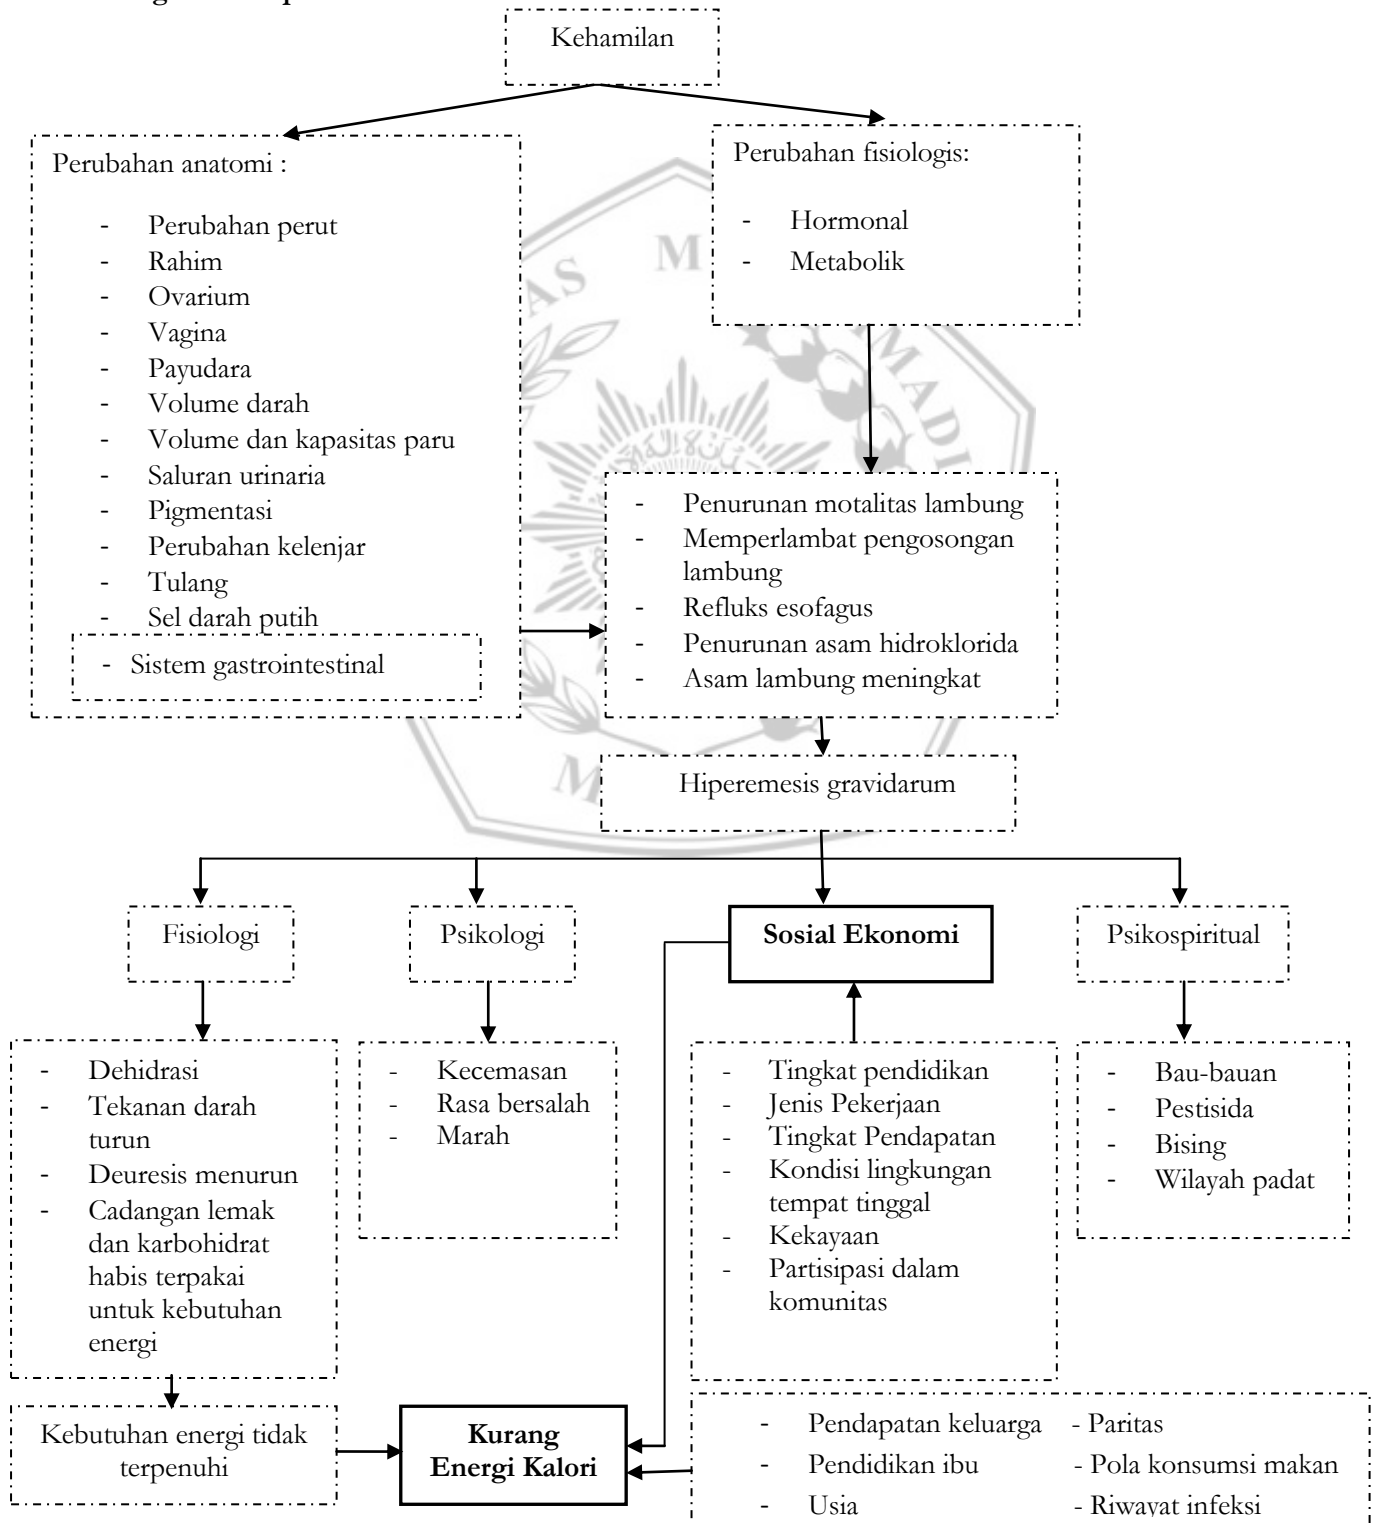 Kehamilan
Perubahan anatomi :
- Perubahan perut
- Rahim
- Ovarium
- Vagina
- Payudara
- Volume darah
- Volume dan kapasitas paru
- Saluran urinaria
- Pigmentasi
- Perubahan kelenjar
- Tulang
- Sel darah putih
- Sistem gastrointestinal
Perubahan fisiologis:
- Hormonal
- Metabolik
- Penurunan motalitas lambung
- Memperlambat pengosongan
lambung
- Refluks esofagus
- Penurunan asam hidroklorida
- Asam lambung meningkat
Hiperemesis gravidarum
Fisiologi
Psikologi
Sosial Ekonomi
Psikospiritual
- Dehidrasi
- Tekanan darah
turun
- Deuresis menurun
- Cadangan lemak
dan karbohidrat
habis terpakai
untuk kebutuhan
energi
- Kecemasan
- Rasa bersalah
- Marah
- Tingkat pendidikan
- Jenis Pekerjaan
- Tingkat Pendapatan
- Kondisi lingkungan
tempat tinggal
- Kekayaan
- Partisipasi dalam
komunitas
- Bau-bauan
- Pestisida
- Bising
- Wilayah padat
Kebutuhan energi tidak
terpenuhi
Kurang
Energi Kalori
- Pendapatan keluarga - Paritas
- Pendidikan ibu - Pola konsumsi makan
- Usia - Riwayat infeksi